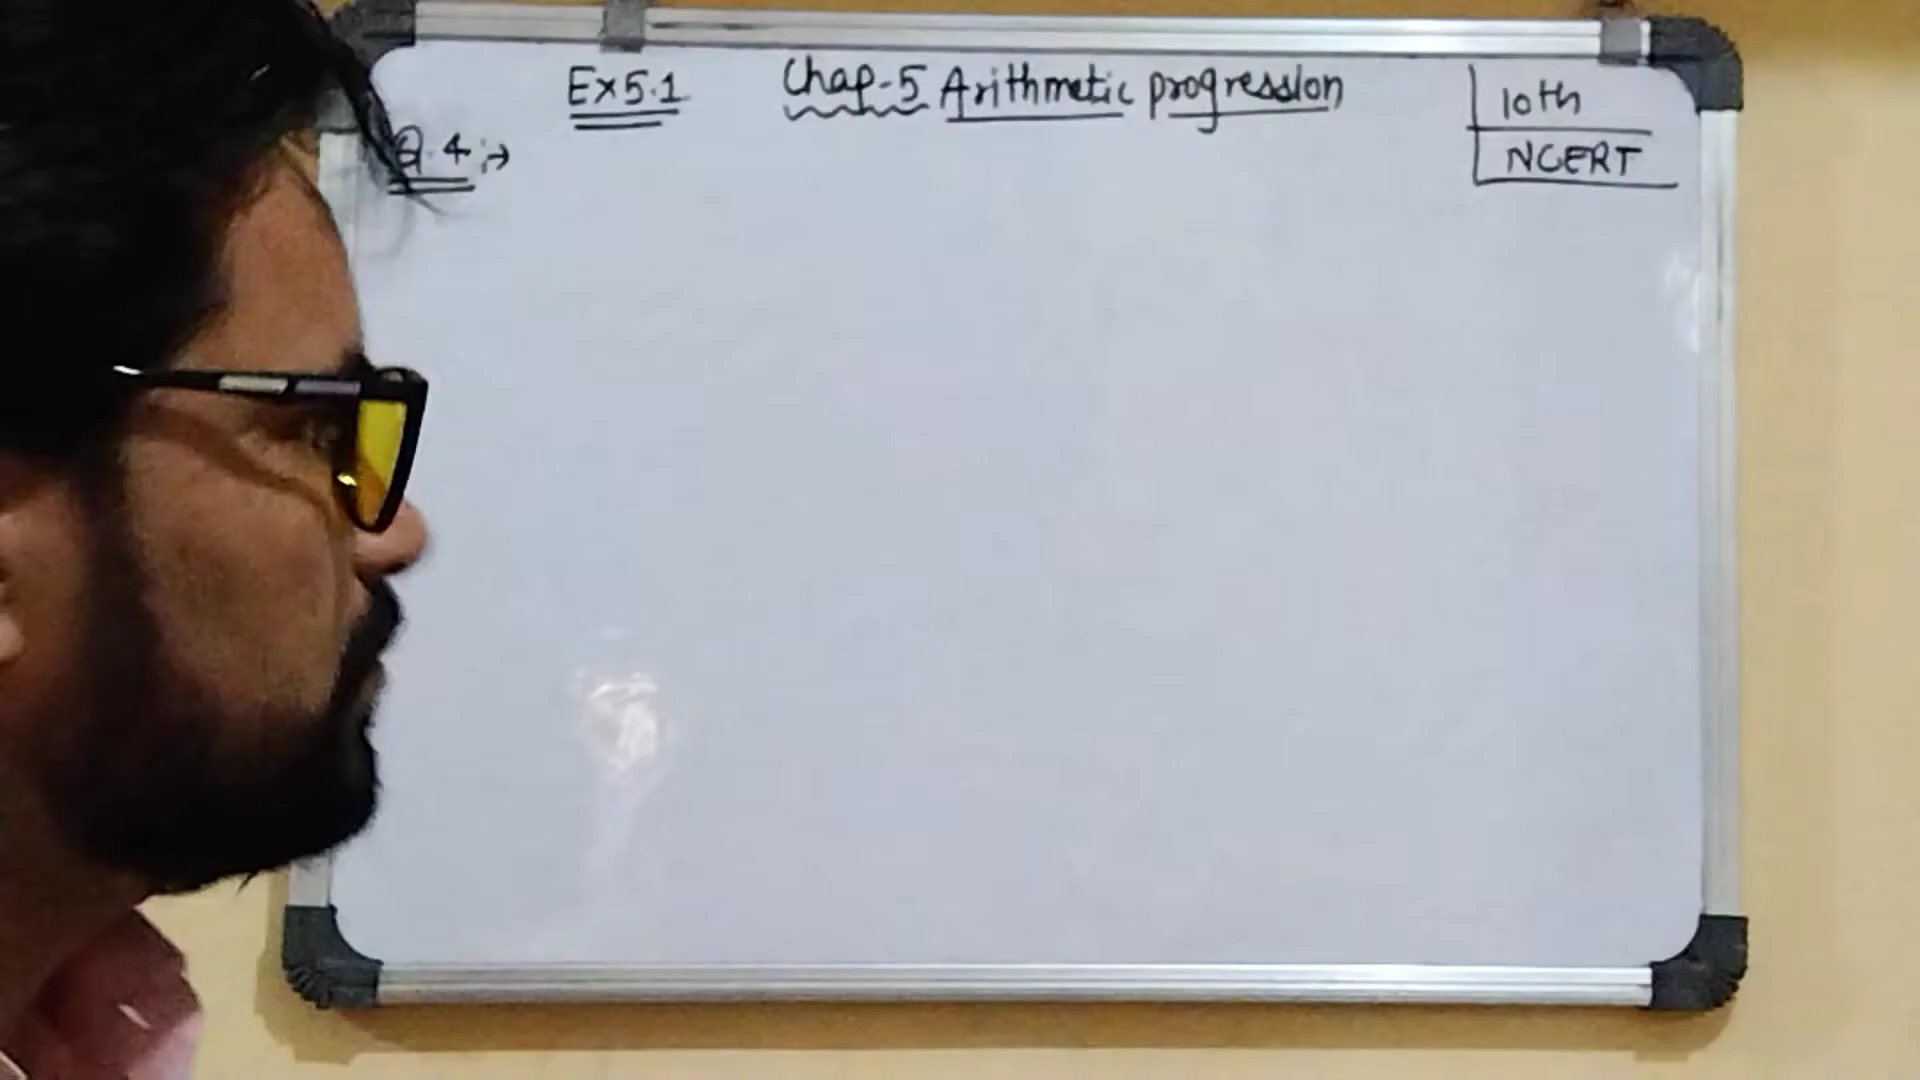 Ex 5.1 Chap-5 Arithmetic progression
10th
NCERT
Q.4 :→